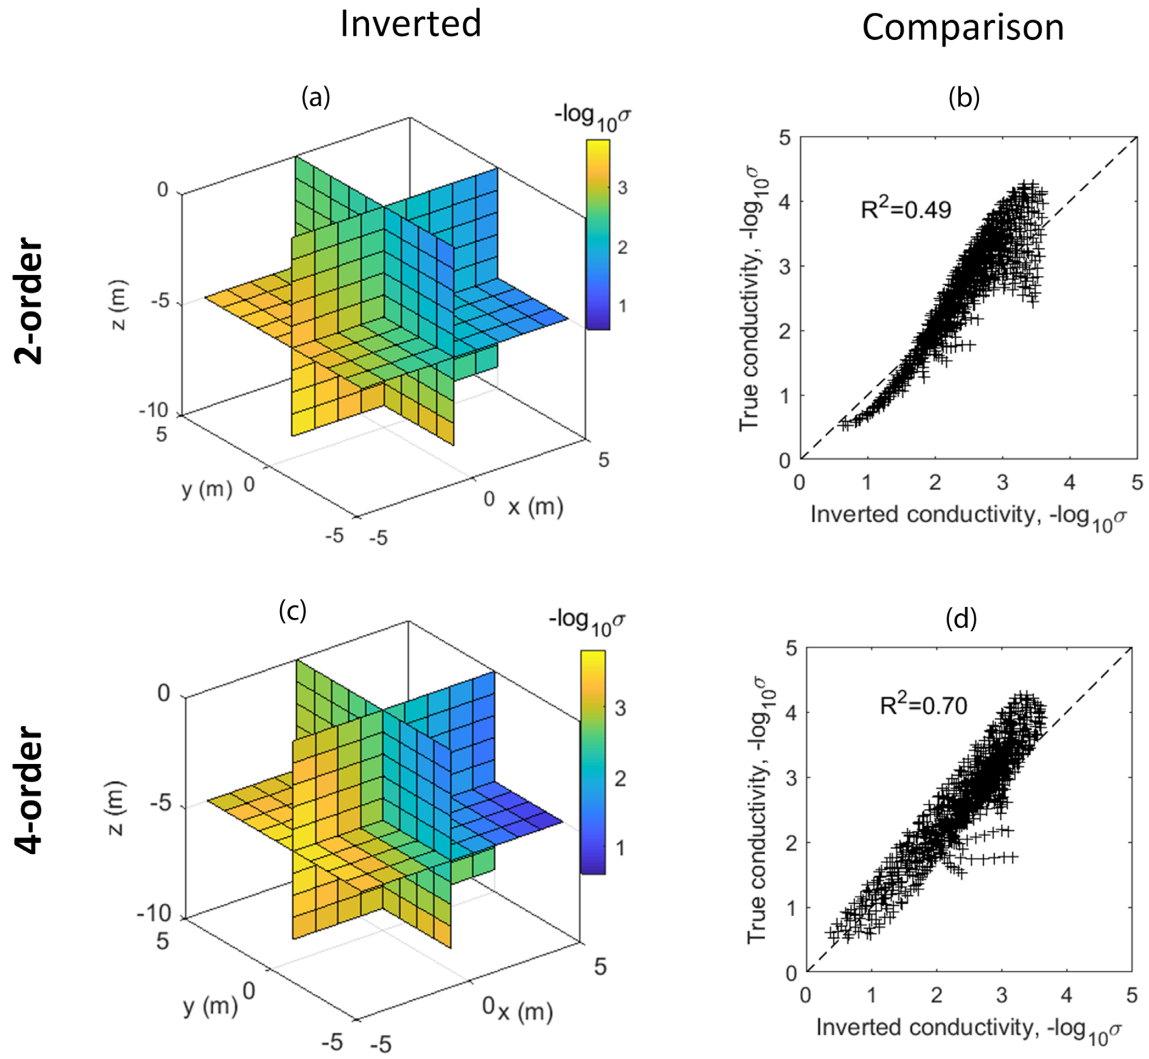 Inverted
Comparison
2-order
(a)
-log10σ
3
2
1
0
-5
-10
z (m)
5
0
-5
y (m)
-5
0
5
x (m)
(b)
R2=0.49
5
4
3
2
1
0
True conductivity, -log10σ
0 1 2 3 4 5
Inverted conductivity, -log10σ
4-order
(c)
-log10σ
3
2
1
0
-5
-10
z (m)
5
0
-5
y (m)
-5
0
5
x (m)
(d)
R2=0.70
5
4
3
2
1
0
True conductivity, -log10σ
0 1 2 3 4 5
Inverted conductivity, -log10σ